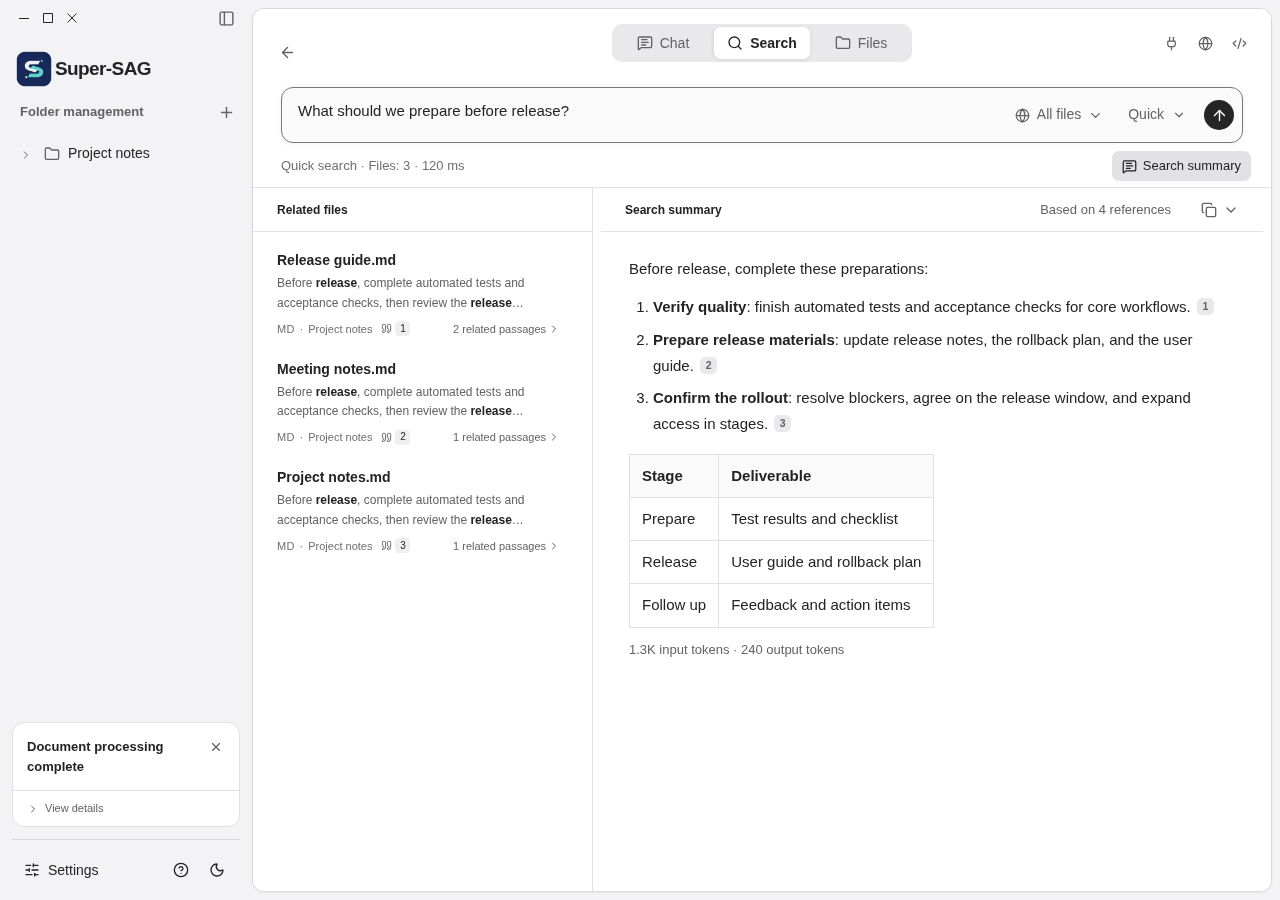 Super-SAG
Folder management
Project notes
Document processing
complete
View details
Settings
Chat
Search
Files
What should we prepare before release?
All files
Quick
Quick search · Files: 3 · 120 ms
Search summary
Related files
Release guide.md
Before release, complete automated tests and
acceptance checks, then review the release…
MD · Project notes 1
2 related passages
Meeting notes.md
Before release, complete automated tests and
acceptance checks, then review the release…
MD · Project notes 2
1 related passages
Project notes.md
Before release, complete automated tests and
acceptance checks, then review the release…
MD · Project notes 3
1 related passages
Search summary
Based on 4 references
Before release, complete these preparations:
1. Verify quality: finish automated tests and acceptance checks for core workflows. 1
2. Prepare release materials: update release notes, the rollback plan, and the user
guide. 2
3. Confirm the rollout: resolve blockers, agree on the release window, and expand
access in stages. 3
Stage Deliverable
Prepare Test results and checklist
Release User guide and rollback plan
Follow up Feedback and action items
1.3K input tokens · 240 output tokens